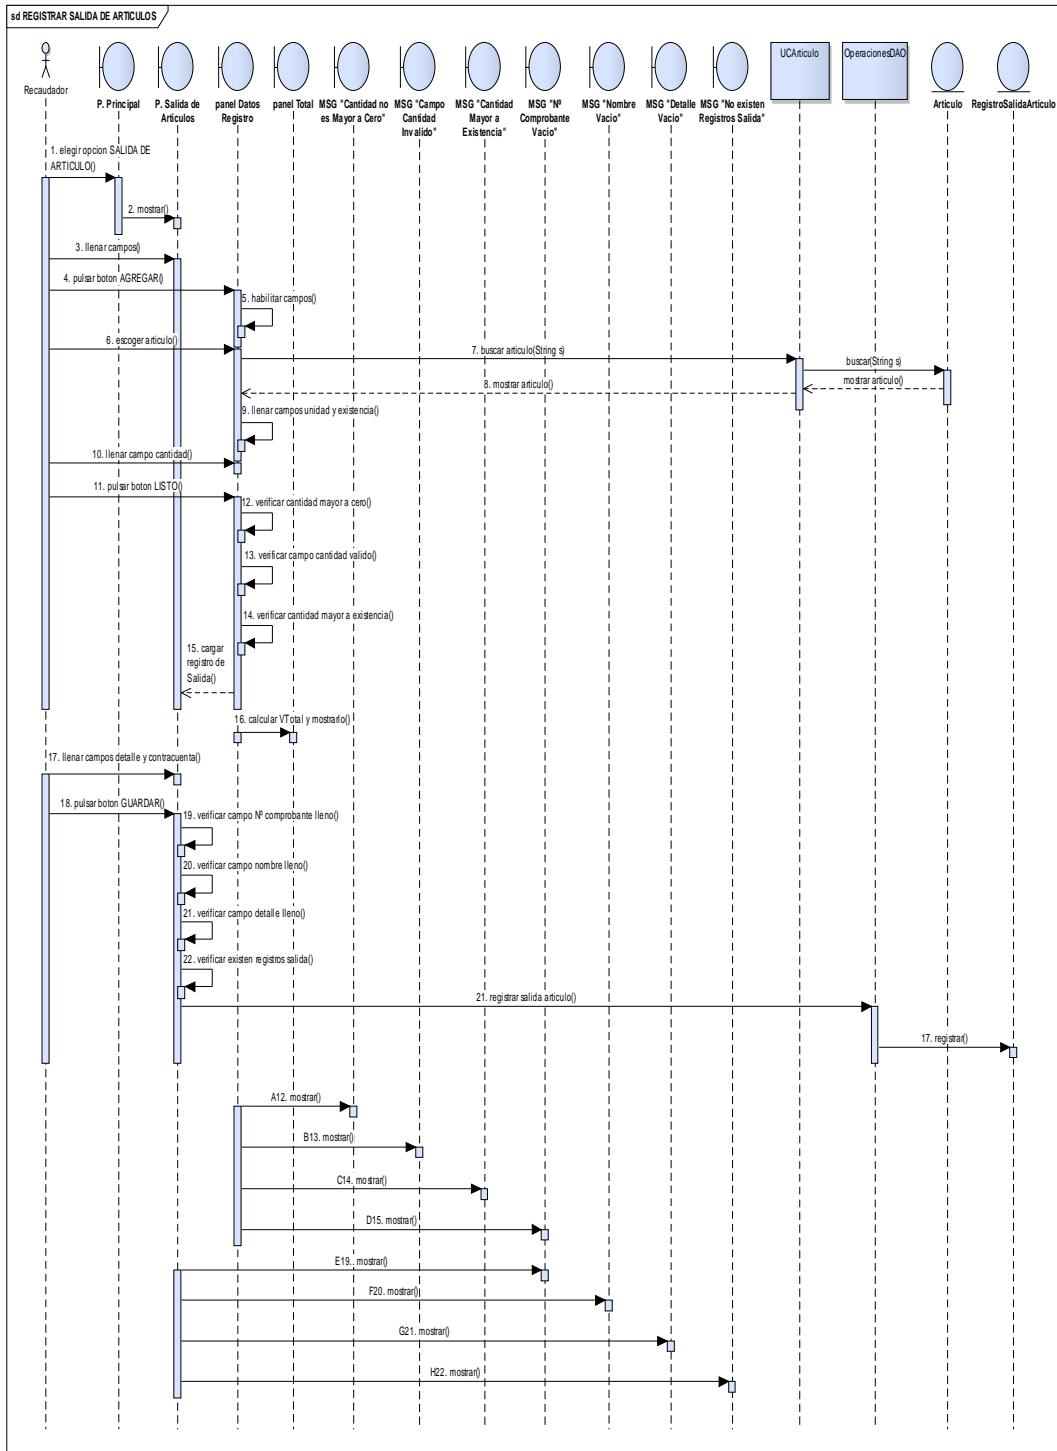 sd REGISTRAR SALIDA DE ARTICULOS
Recaudador
P. Principal
P. Salida de
Articulos
panel Datos
Registro
panel Total
MSG "Cantidad no
es Mayor a Cero"
MSG "Campo
Cantidad
Invalido"
MSG "Cantidad
Mayor a
Existencia"
MSG "Nº
Comprobante
Vacio"
MSG "Nombre
Vacio"
MSG "Detalle
Vacio"
MSG "No existen
Registros Salida"
UCArticulo
OperacionesDAO
Articulo
RegistroSalidaArticulo
1. elegir opcion SALIDA DE
ARTICULO()
2. mostrar()
3. llenar campos()
4. pulsar boton AGREGAR()
5. habilitar campos()
6. escoger articulo()
7. buscar articulo(String s)
buscar(String s)
mostrar articulo()
8. mostrar articulo()
9. llenar campos unidad y existencia()
10. llenar campo cantidad()
11. pulsar boton LISTO()
12. verificar cantidad mayor a cero()
13. verificar campo cantidad valido()
14. verificar cantidad mayor a existencia()
15. cargar
registro de
Salida()
16. calcular VTotal y mostrarlo()
17. llenar campos detalle y contracuenta()
18. pulsar boton GUARDAR()
19. verificar campo Nº comprobante lleno()
20. verificar campo nombre lleno()
21. verificar campo detalle lleno()
22. verificar existen registros salida()
21. registrar salida articulo()
17. registrar()
A12. mostrar()
B13. mostrar()
C14. mostrar()
D15. mostrar()
E19.. mostrar()
F20. mostrar()
G21. mostrar()
H22. mostrar()